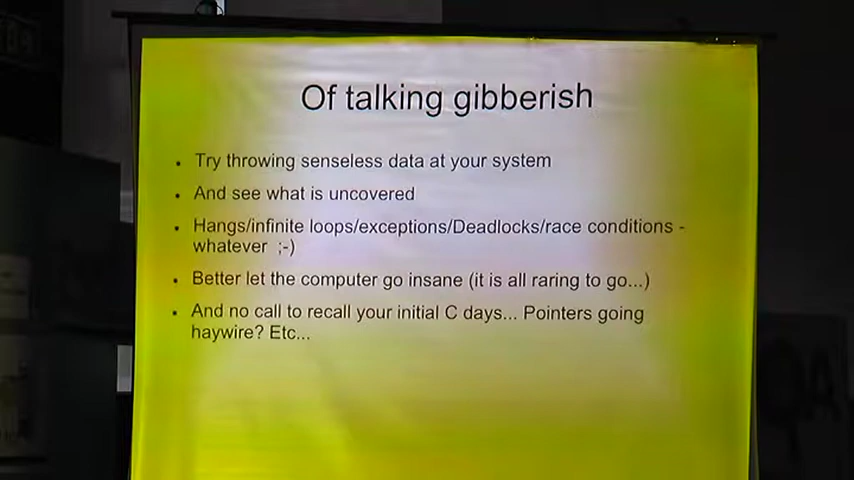 Of talking gibberish
• Try throwing senseless data at your system
• And see what is uncovered
• Hangs/infinite loops/exceptions/Deadlocks/race conditions -
whatever ;-)
• Better let the computer go insane (it is all raring to go...)
• And no call to recall your initial C days... Pointers going
haywire? Etc...